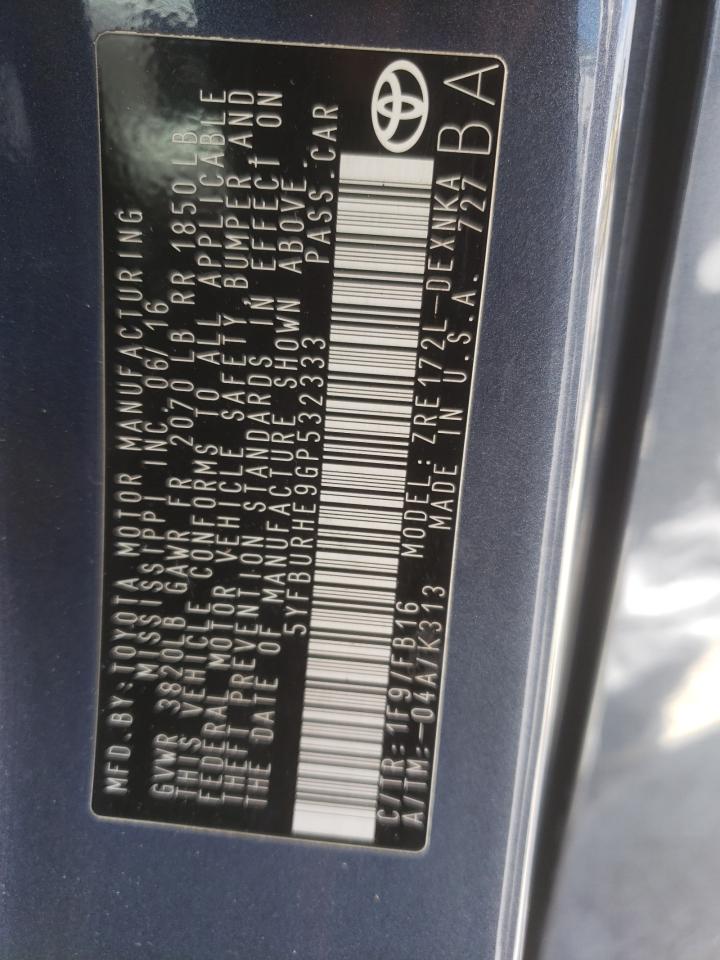 MFD.BY:TOYOTA MOTOR MANUFACTURING
MISSISIPPI INC. 06/16
GVWR 3820LB GAWR FR 2070 LB RR 1850 LB
THIS VEHICLE CONFORMS TO ALL APPLICABLE
FEDERAL MOTOR VEHICLE SAFETY, BUMPER AND
THEFT PREVENTION STANDARDS IN EFFECT ON
THE DATE OF MANUFACTURE SHOWN ABOVE.
5YFBURHE9GP532333 PASS.CAR
C/TR:1F9/FB16 MODEL: ZRE172L-DEXNKA
A/TM:-04A/K313 MADE IN U.S.A. 727 BA